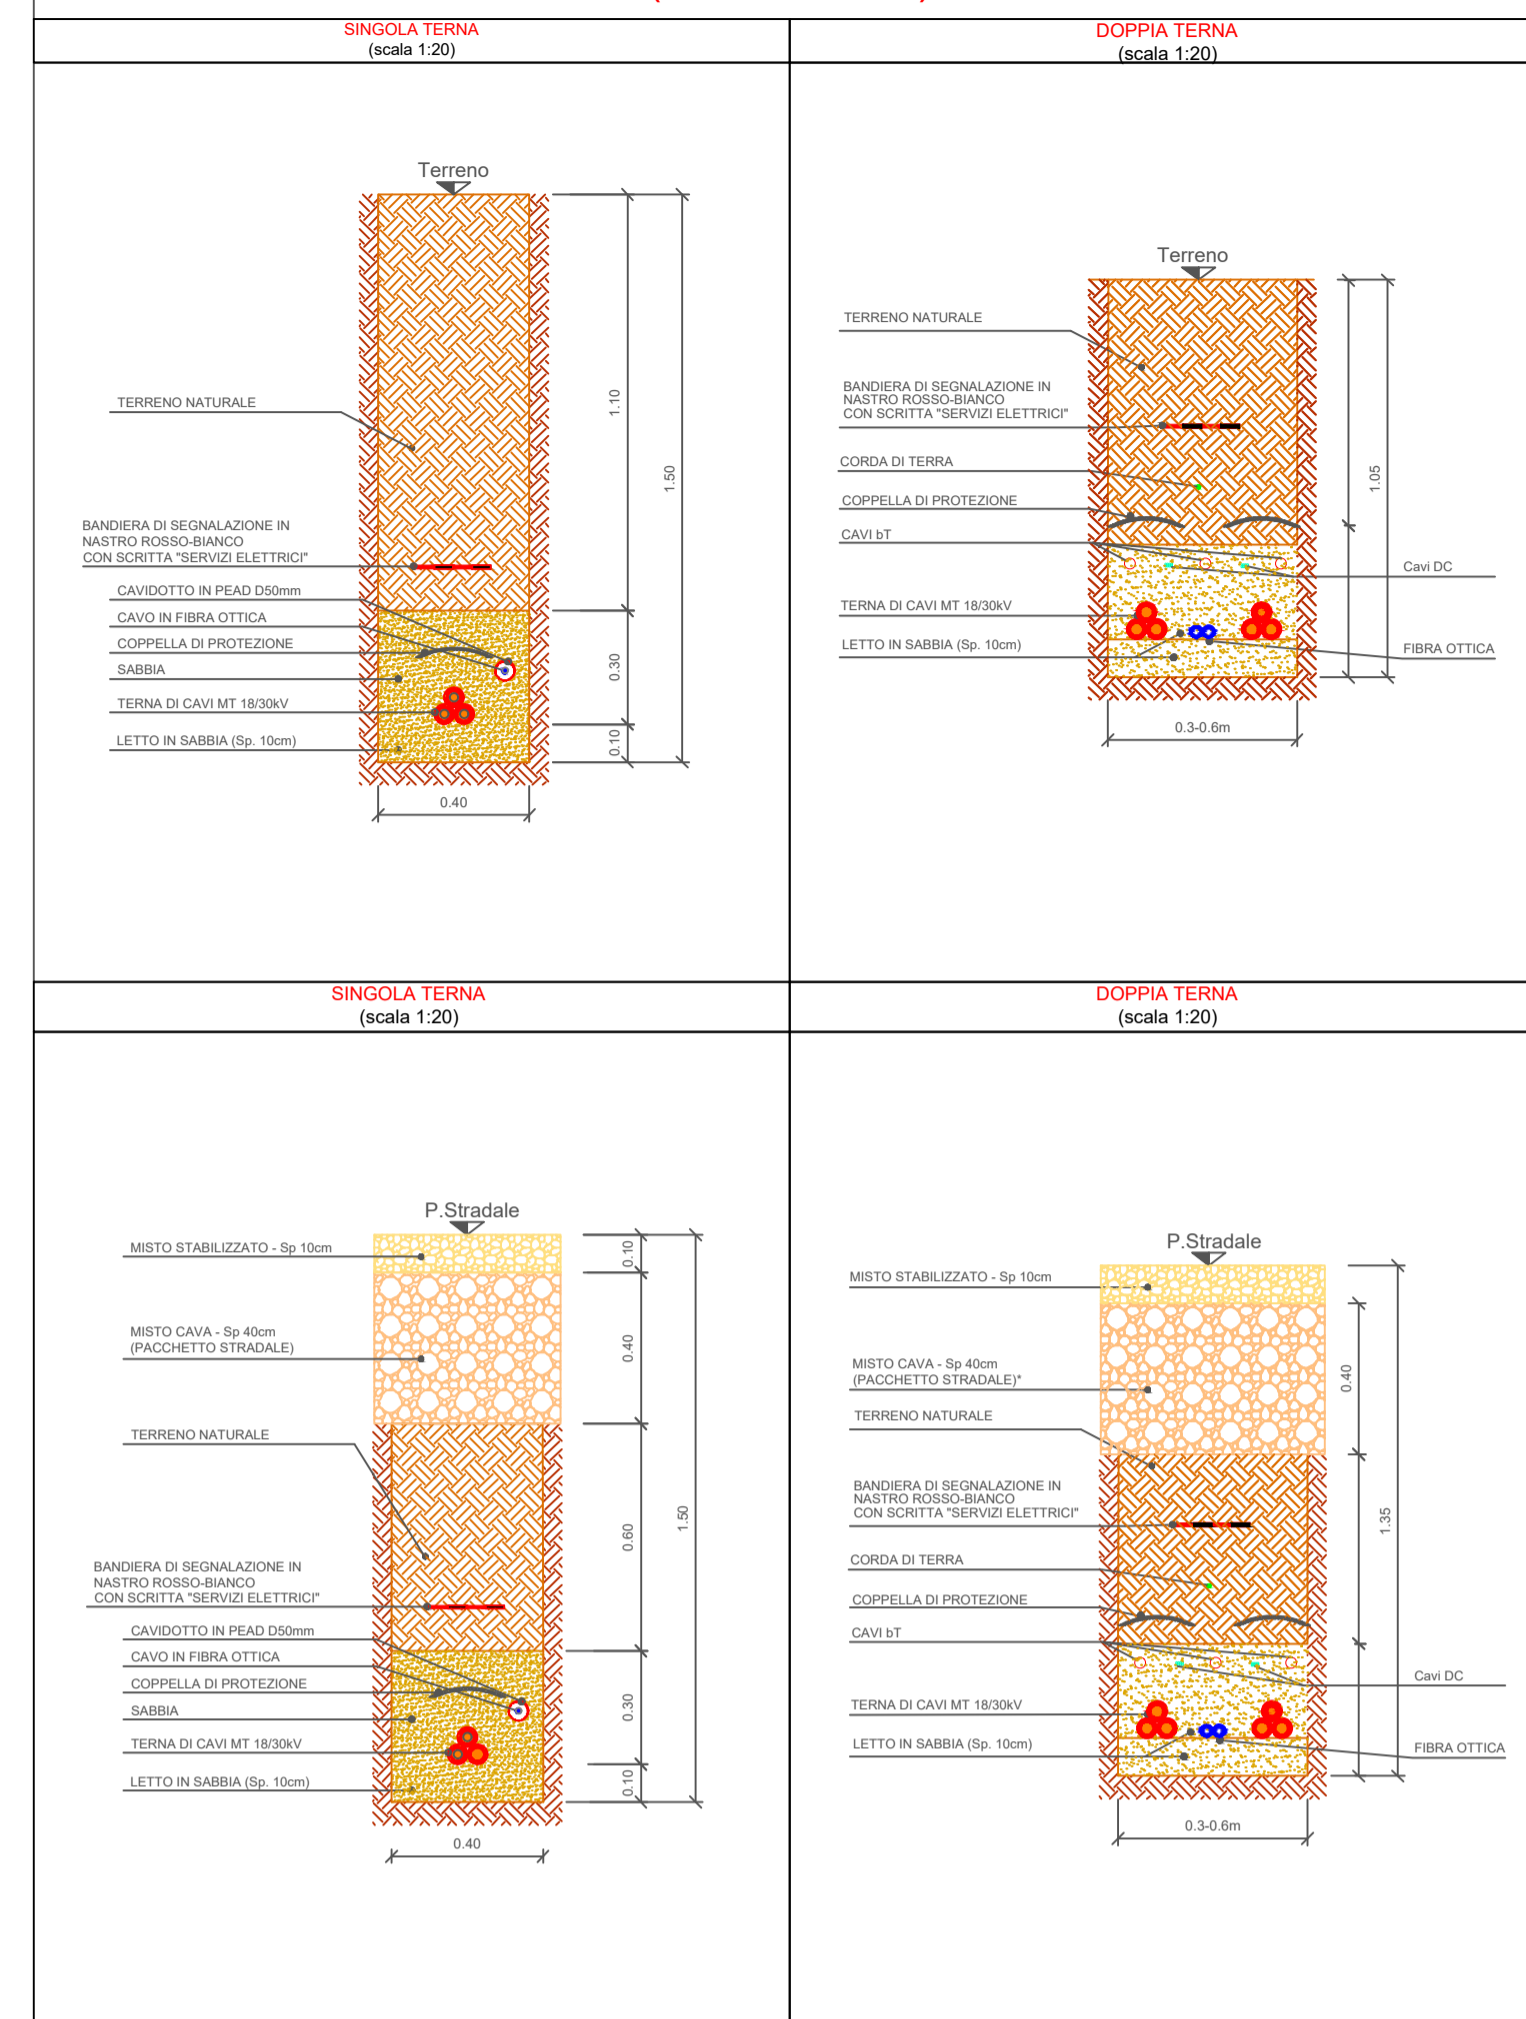 SINGOLA TERNA
(scala 1:20)
DOPPIA TERNA
(scala 1:20)
Terreno
TERRENO NATURALE
BANDIERA DI SEGNALAZIONE IN
NASTRO ROSSO-BIANCO
CON SCRITTA "SERVIZI ELETTRICI"
CAVIDOTTO IN PEAD D50mm
CAVO IN FIBRA OTTICA
COPPELLA DI PROTEZIONE
SABBIA
TERNA DI CAVI MT 18/30kV
LETTO IN SABBIA (Sp. 10cm)
1.10
0.30
0.10
1.50
0.40
Terreno
TERRENO NATURALE
BANDIERA DI SEGNALAZIONE IN
NASTRO ROSSO-BIANCO
CON SCRITTA "SERVIZI ELETTRICI"
CORDA DI TERRA
COPPELLA DI PROTEZIONE
CAVI bT
TERNA DI CAVI MT 18/30kV
LETTO IN SABBIA (Sp. 10cm)
1.05
Cavi DC
FIBRA OTTICA
0.3-0.6m
SINGOLA TERNA
(scala 1:20)
DOPPIA TERNA
(scala 1:20)
P.Stradale
MISTO STABILIZZATO - Sp 10cm
MISTO CAVA - Sp 40cm
(PACCHETTO STRADALE)
TERRENO NATURALE
BANDIERA DI SEGNALAZIONE IN
NASTRO ROSSO-BIANCO
CON SCRITTA "SERVIZI ELETTRICI"
CAVIDOTTO IN PEAD D50mm
CAVO IN FIBRA OTTICA
COPPELLA DI PROTEZIONE
SABBIA
TERNA DI CAVI MT 18/30kV
LETTO IN SABBIA (Sp. 10cm)
0.10
0.40
0.60
0.30
0.10
1.50
0.40
P.Stradale
MISTO STABILIZZATO - Sp 10cm
MISTO CAVA - Sp 40cm
(PACCHETTO STRADALE)*
TERRENO NATURALE
BANDIERA DI SEGNALAZIONE IN
NASTRO ROSSO-BIANCO
CON SCRITTA "SERVIZI ELETTRICI"
CORDA DI TERRA
COPPELLA DI PROTEZIONE
CAVI bT
TERNA DI CAVI MT 18/30kV
LETTO IN SABBIA (Sp. 10cm)
0.40
1.35
Cavi DC
FIBRA OTTICA
0.3-0.6m